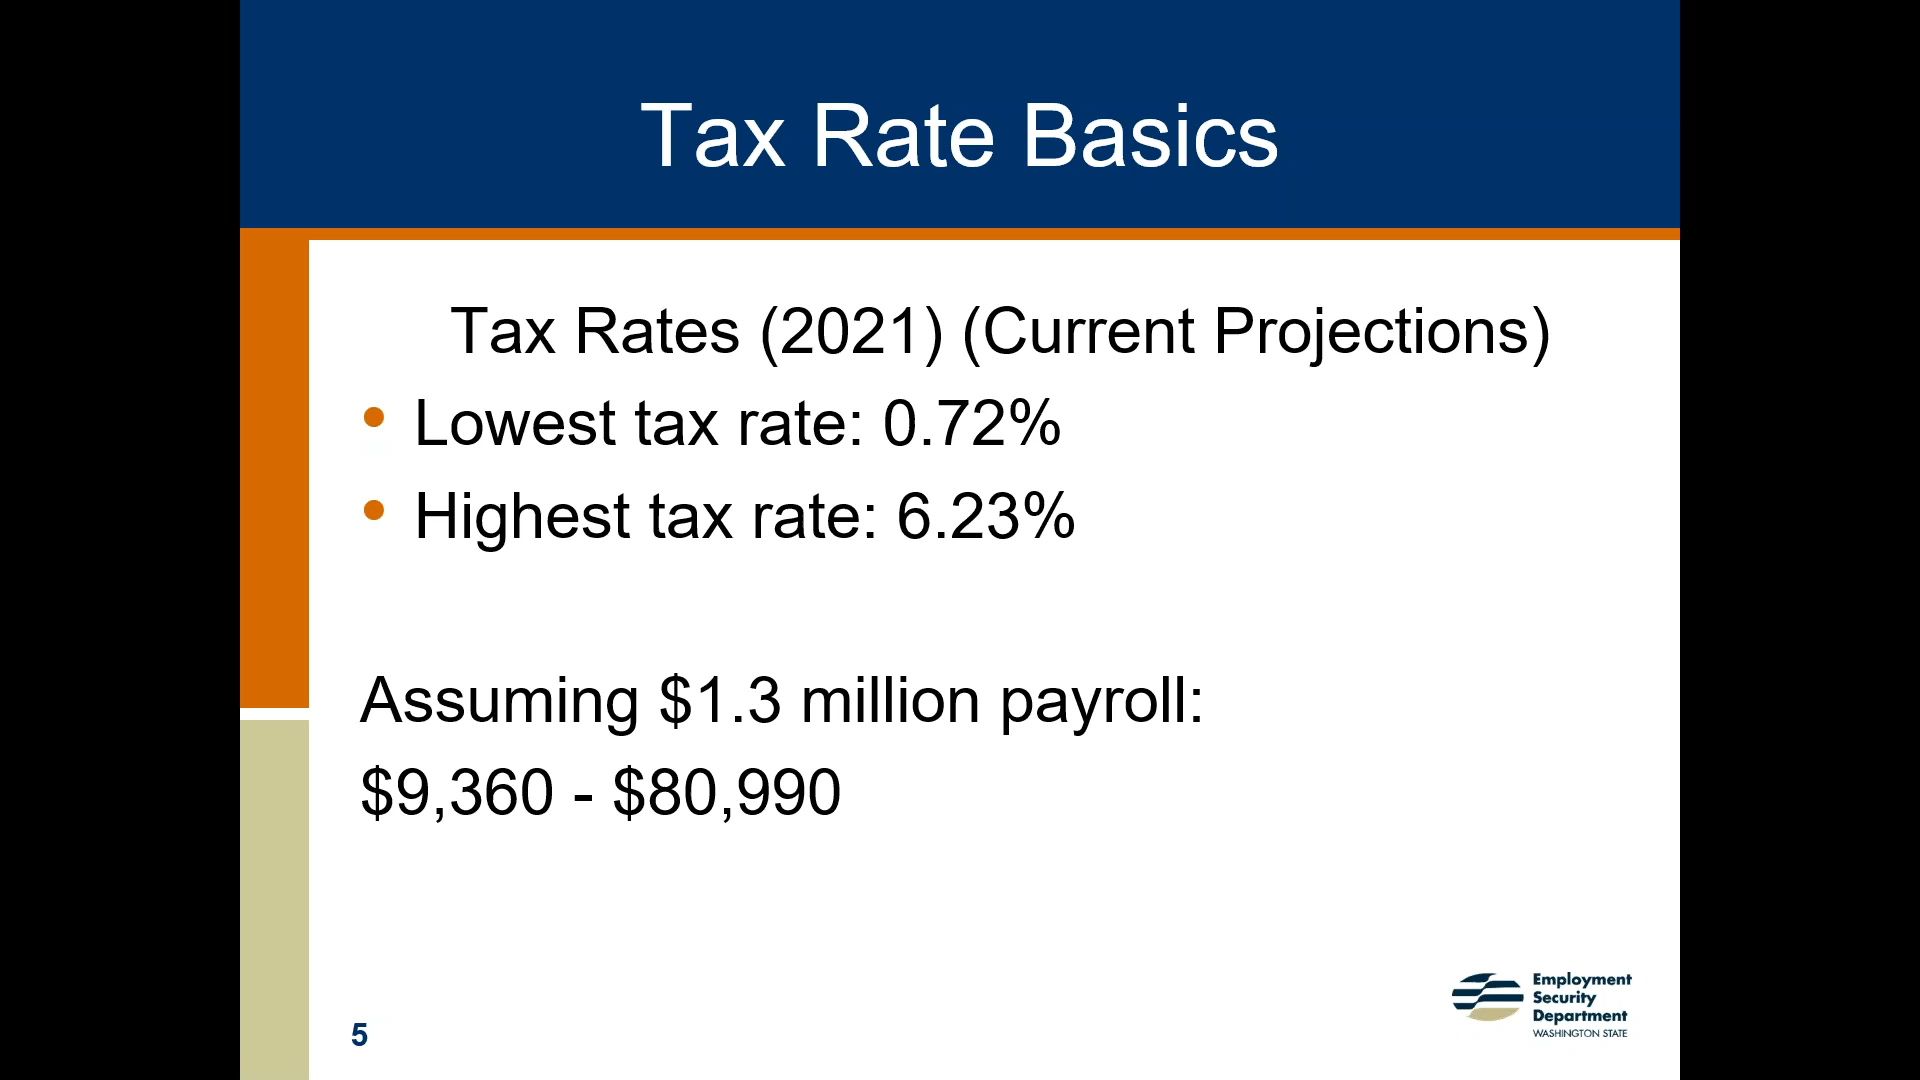 Tax Rate Basics
Tax Rates (2021) (Current Projections)
• Lowest tax rate: 0.72%
• Highest tax rate: 6.23%
Assuming $1.3 million payroll:
$9,360 - $80,990
5
Employment
Security
Department
WASHINGTON STATE